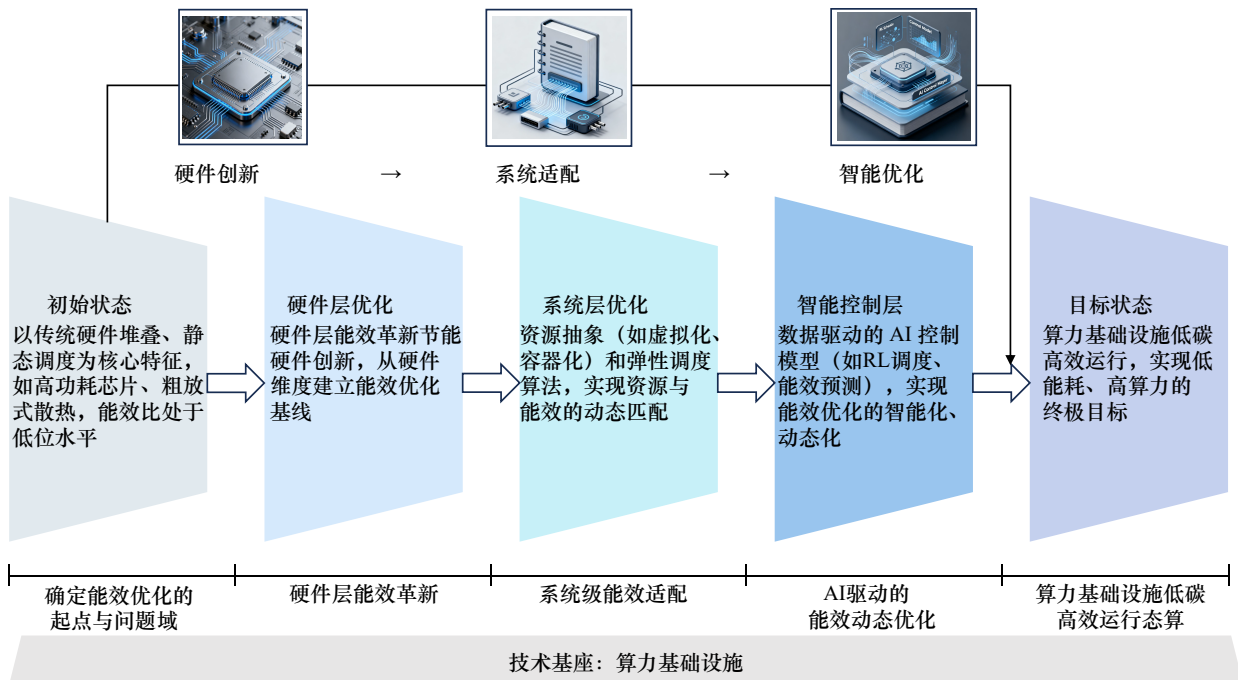 硬件创新 → 系统适配 → 智能优化
初始状态
以传统硬件堆叠、静
态调度为核心特征，
如高功耗芯片、粗放
式散热，能效比处于
低位水平
硬件层优化
硬件层能效革新节能
硬件创新，从硬件
维度建立能效优化
基线
系统层优化
资源抽象（如虚拟化、
容器化）和弹性调度
算法，实现资源与
能效的动态匹配
智能控制层
数据驱动的 AI 控制
模型（如RL调度、
能效预测），实现
能效优化的智能化、
动态化
目标状态
算力基础设施低碳
高效运行，实现低
能耗、高算力的
终极目标
确定能效优化的
起点与问题域
硬件层能效革新
系统级能效适配
AI驱动的
能效动态优化
算力基础设施低碳
高效运行态算
技术基座：算力基础设施